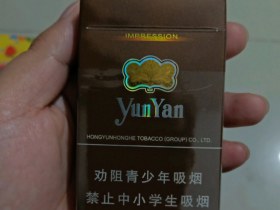 IMPRESSION
YunYan
HONGYUNHONGHE TOBACCO (GROUP) CO., LTD.
劝阻青少年吸烟
禁止中小学生吸烟